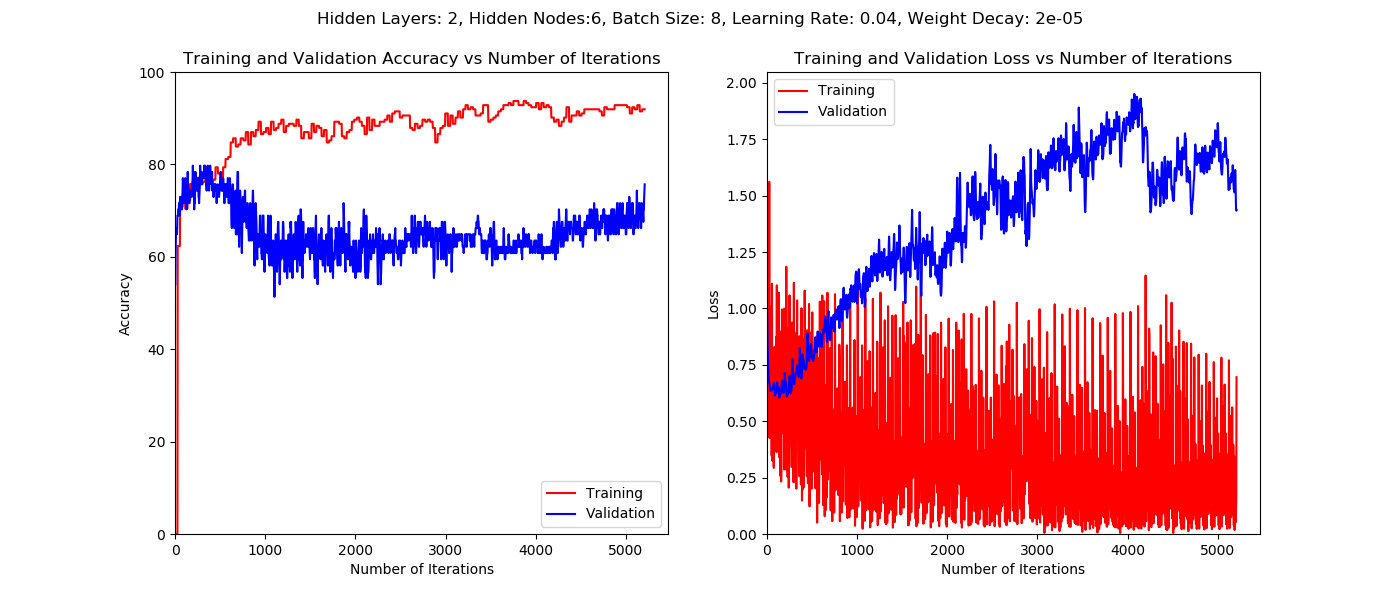 Hidden Layers: 2, Hidden Nodes:6, Batch Size: 8, Learning Rate: 0.04, Weight Decay: 2e-05
Training and Validation Accuracy vs Number of Iterations
100
80
60
40
20
0
Accuracy
0 1000 2000 3000 4000 5000
Number of Iterations
Training
Validation
Training and Validation Loss vs Number of Iterations
2.00
1.75
1.50
1.25
1.00
0.75
0.50
0.25
0.00
Loss
0 1000 2000 3000 4000 5000
Number of Iterations
Training
Validation